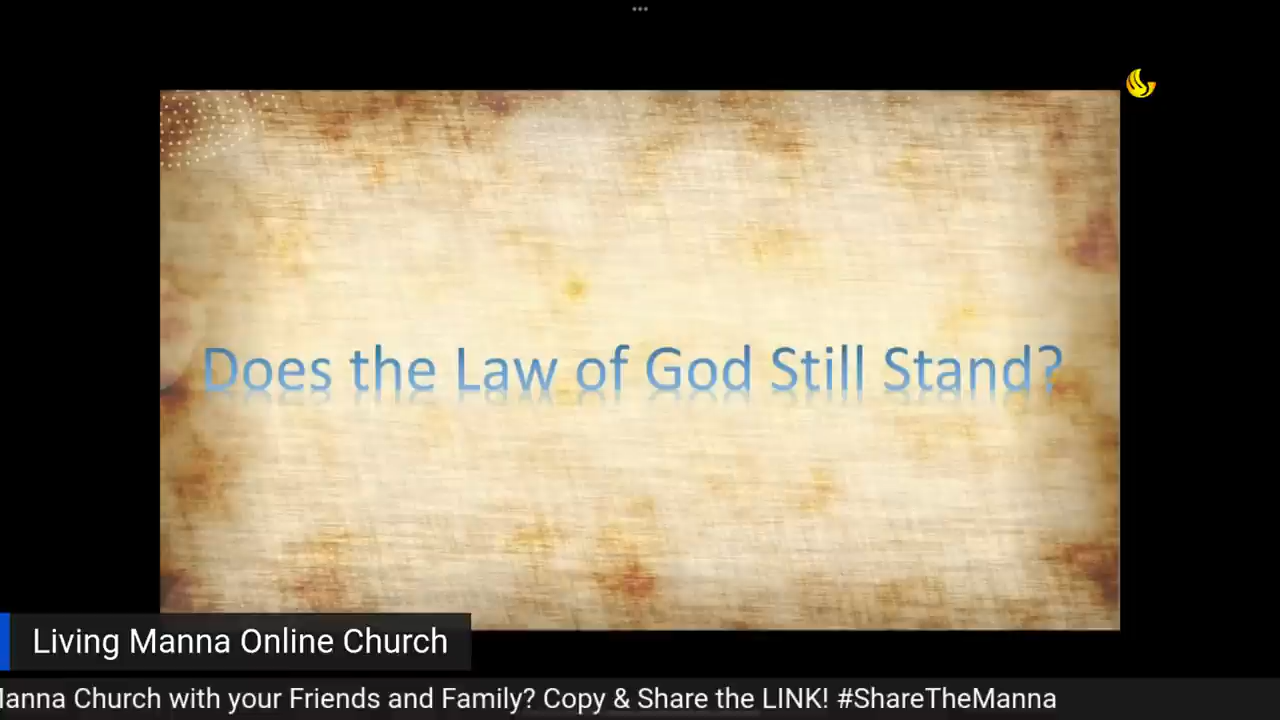 Does the Law of God Still Stand?
Living Manna Online Church
Church with your Friends and Family? Copy & Share the LINK! #ShareTheManna